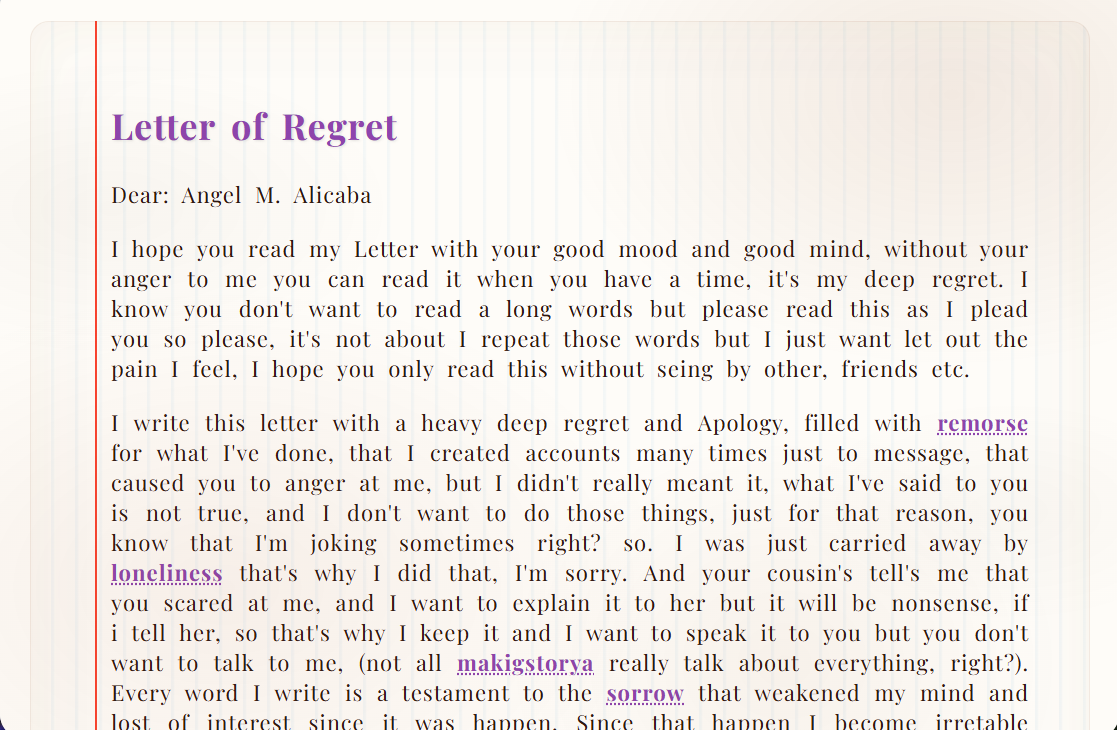 Letter of Regret
Dear: Angel M. Alicaba
I hope you read my Letter with your good mood and good mind, without your
anger to me you can read it when you have a time, it's my deep regret. I
know you don't want to read a long words but please read this as I plead
you so please, it's not about I repeat those words but I just want let out the
pain I feel, I hope you only read this without seing by other, friends etc.
I write this letter with a heavy deep regret and Apology, filled with remorse
for what I've done, that I created accounts many times just to message, that
caused you to anger at me, but I didn't really meant it, what I've said to you
is not true, and I don't want to do those things, just for that reason, you
know that I'm joking sometimes right? so. I was just carried away by
loneliness that's why I did that, I'm sorry. And your cousin's tell's me that
you scared at me, and I want to explain it to her but it will be nonsense, if
i tell her, so that's why I keep it and I want to speak it to you but you don't
want to talk to me, (not all makigstorya really talk about everything, right?).
Every word I write is a testament to the sorrow that weakened my mind and
lost of interest since it was happen. Since that happen I become irretable